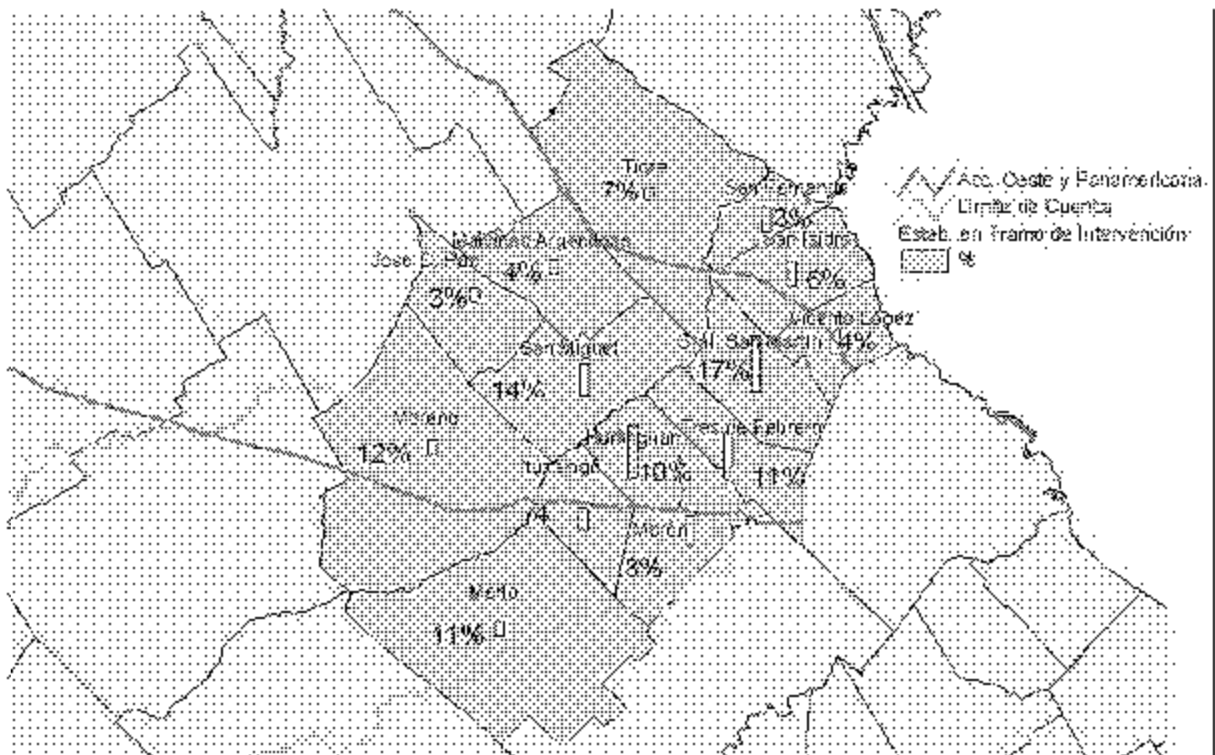 Tigre
7%
San Fernando
3%
San Isidro
6%
Malvinas Argentinas
4%
José C. Paz
3%
Vicente López
4%
Gral. San Martín
17%
San Miguel
14%
Moreno
12%
Tres de Febrero
11%
Hurlingham
10%
Ituzaingó
4
Morón
3%
Merlo
11%
Acc. Oeste y Panamericana
Límite de Cuenca
Estab. en Tramo de Intervención
%